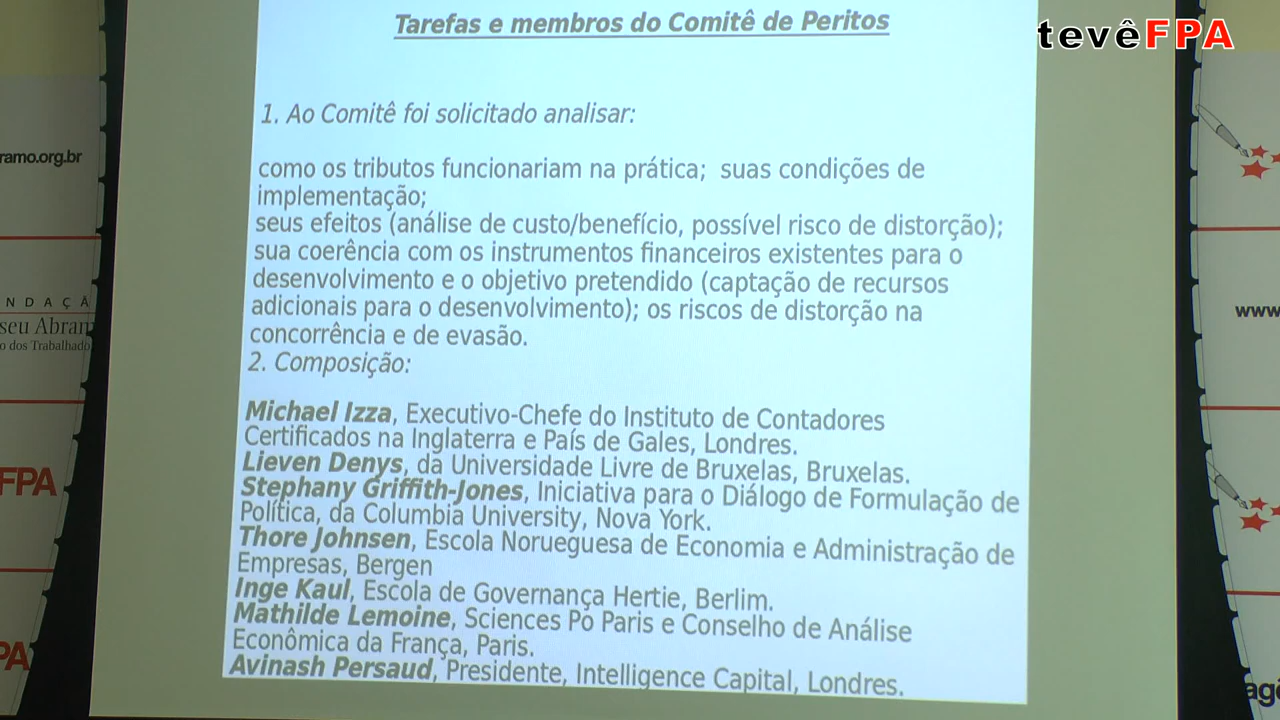 Tarefas e membros do Comitê de Peritos
tevêFPA
1. Ao Comitê foi solicitado analisar:
como os tributos funcionariam na prática; suas condições de
implementação;
seus efeitos (análise de custo/benefício, possível risco de distorção);
sua coerência com os instrumentos financeiros existentes para o
desenvolvimento e o objetivo pretendido (captação de recursos
adicionais para o desenvolvimento); os riscos de distorção na
concorrência e de evasão.
2. Composição:
Michael Izza, Executivo-Chefe do Instituto de Contadores
Certificados na Inglaterra e País de Gales, Londres.
Lieven Denys, da Universidade Livre de Bruxelas, Bruxelas.
Stephany Griffith-Jones, Iniciativa para o Diálogo de Formulação de
Política, da Columbia University, Nova York.
Thore Johnsen, Escola Norueguesa de Economia e Administração de
Empresas, Bergen
Inge Kaul, Escola de Governança Hertie, Berlim.
Mathilde Lemoine, Sciences Po Paris e Conselho de Análise
Econômica da França, Paris.
Avinash Persaud, Presidente, Intelligence Capital, Londres.
ramo.org.br
NDAÇÃ
seu Abram
o dos Trabalhado
FPA
PA
www